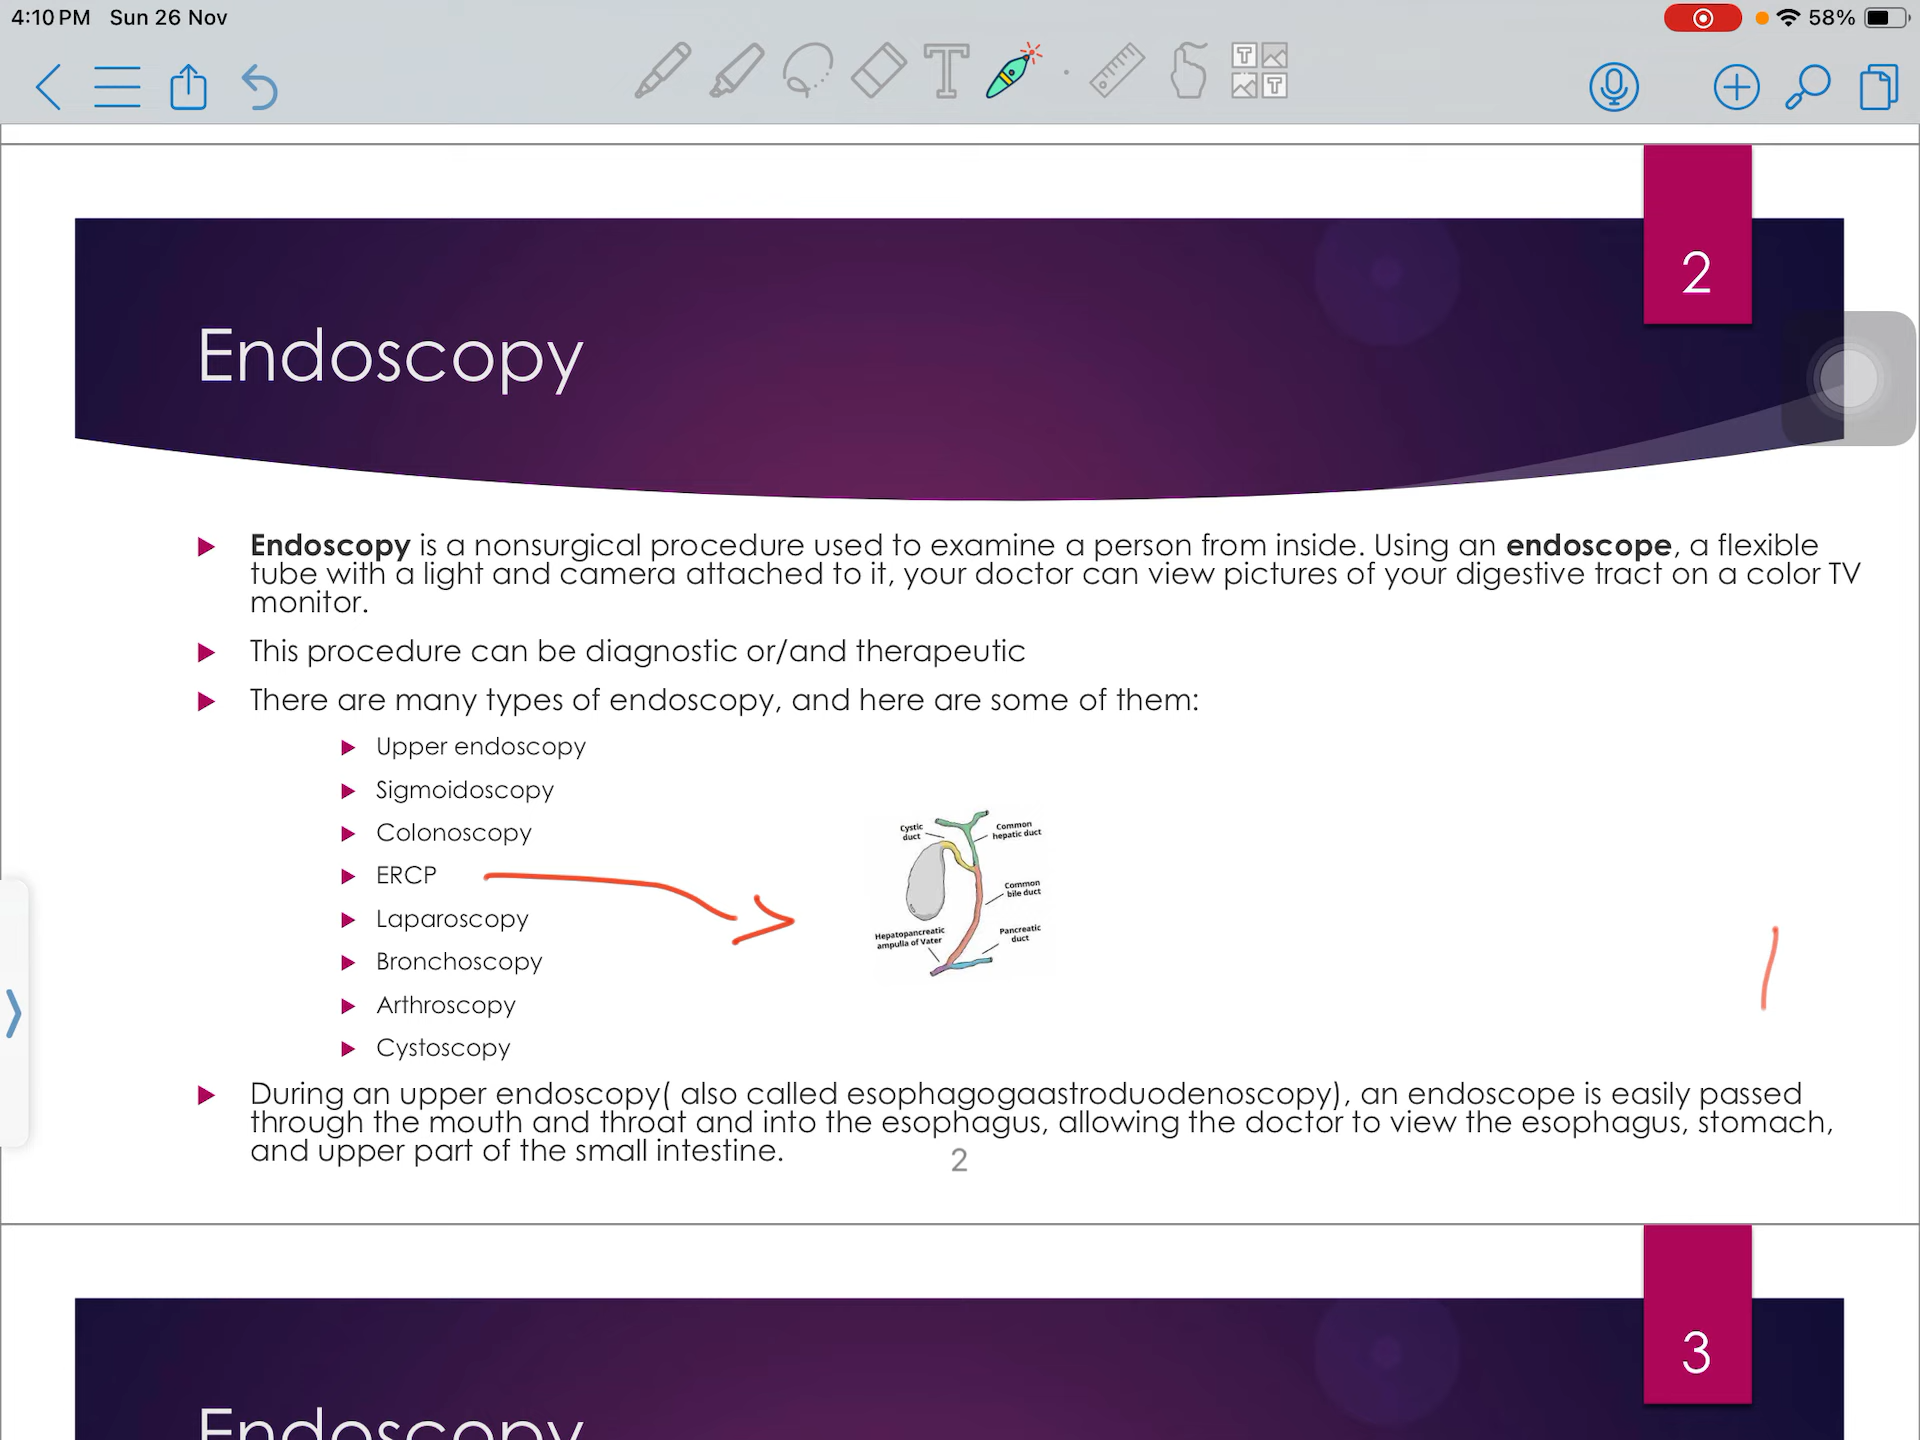 4:10 PM Sun 26 Nov
58%
2
Endoscopy
Endoscopy is a nonsurgical procedure used to examine a person from inside. Using an endoscope, a flexible
tube with a light and camera attached to it, your doctor can view pictures of your digestive tract on a color TV
monitor.
This procedure can be diagnostic or/and therapeutic
There are many types of endoscopy, and here are some of them:
Upper endoscopy
Sigmoidoscopy
Colonoscopy
ERCP
Laparoscopy
Bronchoscopy
Arthroscopy
Cystoscopy
Cystic
duct
Common
hepatic duct
Common
bile duct
Hepatopancreatic
ampulla of Vater
Pancreatic
duct
During an upper endoscopy( also called esophagogaastroduodenoscopy), an endoscope is easily passed
through the mouth and throat and into the esophagus, allowing the doctor to view the esophagus, stomach,
and upper part of the small intestine.
2
3
Endoscopy